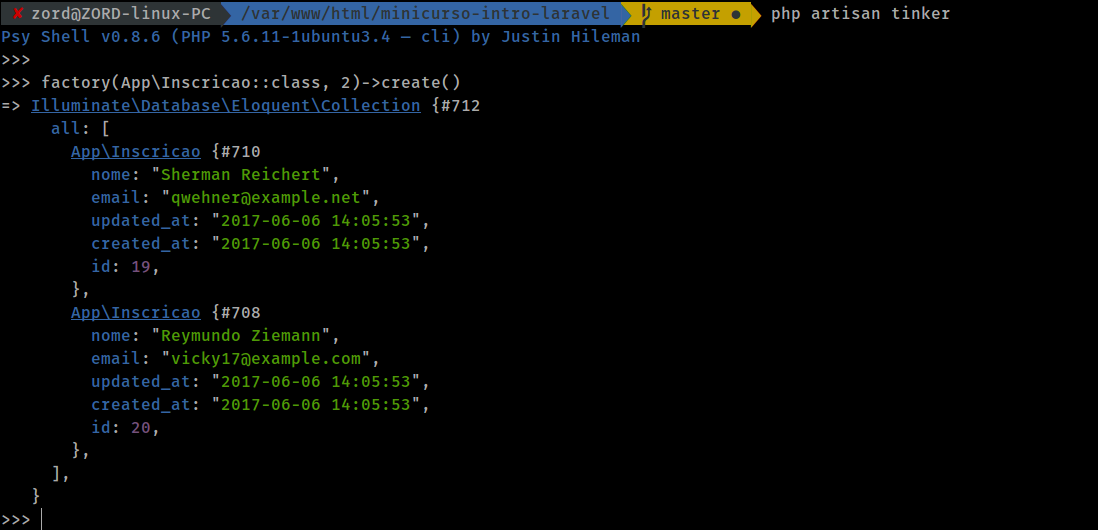 ✘ zord@ZORD-linux-PC /var/www/html/minicurso-intro-laravel master ● php artisan tinker
Psy Shell v0.8.6 (PHP 5.6.11-1ubuntu3.4 — cli) by Justin Hileman
>>>
>>> factory(App\Inscricao::class, 2)->create()
=> Illuminate\Database\Eloquent\Collection {#712
     all: [
       App\Inscricao {#710
         nome: "Sherman Reichert",
         email: "qwehner@example.net",
         updated_at: "2017-06-06 14:05:53",
         created_at: "2017-06-06 14:05:53",
         id: 19,
       },
       App\Inscricao {#708
         nome: "Reymundo Ziemann",
         email: "vicky17@example.com",
         updated_at: "2017-06-06 14:05:53",
         created_at: "2017-06-06 14:05:53",
         id: 20,
       },
     ],
   }
>>>